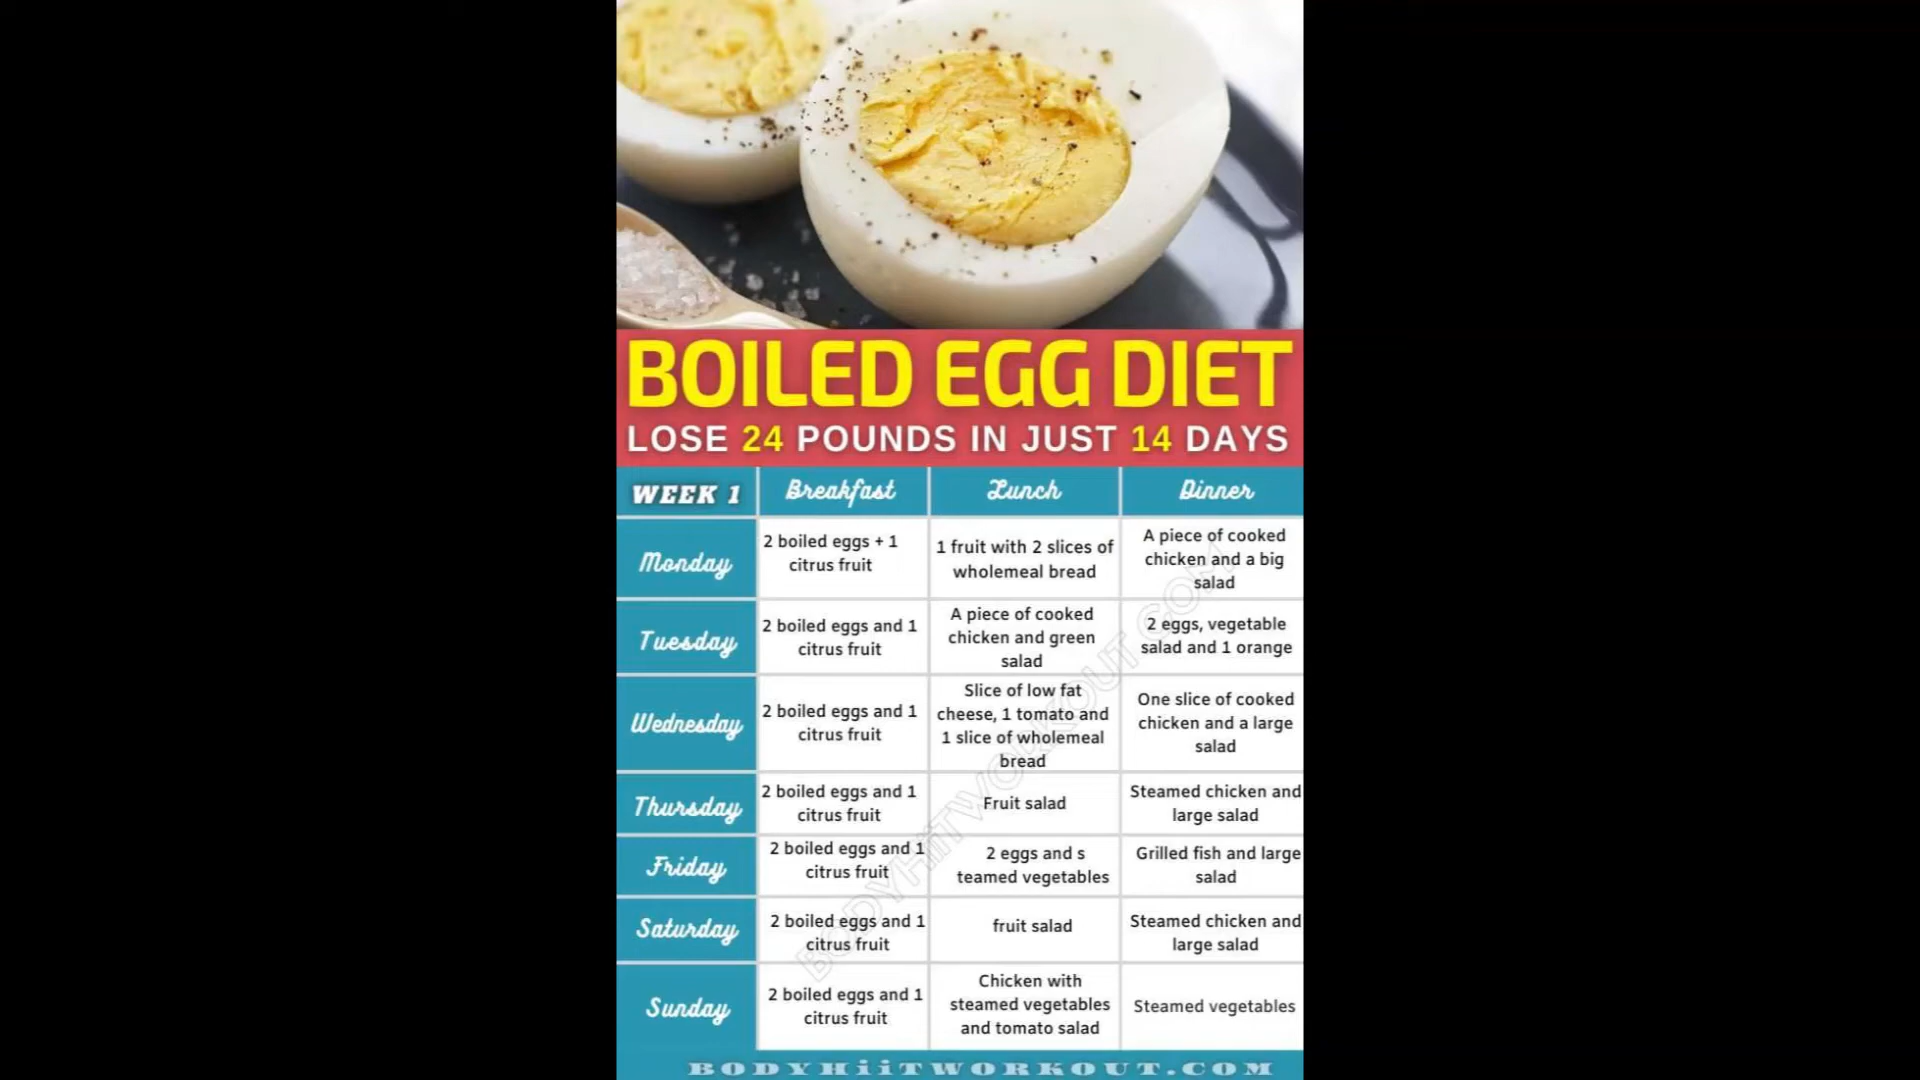 BOILED EGG DIET
LOSE 24 POUNDS IN JUST 14 DAYS
WEEK 1
Breakfast
Lunch
Dinner
Monday
2 boiled eggs + 1
citrus fruit
1 fruit with 2 slices of
wholemeal bread
A piece of cooked
chicken and a big
salad
Tuesday
2 boiled eggs and 1
citrus fruit
A piece of cooked
chicken and green
salad
2 eggs, vegetable
salad and 1 orange
Wednesday
2 boiled eggs and 1
citrus fruit
Slice of low fat
cheese, 1 tomato and
1 slice of wholemeal
bread
One slice of cooked
chicken and a large
salad
Thursday
2 boiled eggs and 1
citrus fruit
Fruit salad
Steamed chicken and
large salad
Friday
2 boiled eggs and 1
citrus fruit
2 eggs and s
teamed vegetables
Grilled fish and large
salad
Saturday
2 boiled eggs and 1
citrus fruit
fruit salad
Steamed chicken and
large salad
Sunday
2 boiled eggs and 1
citrus fruit
Chicken with
steamed vegetables
and tomato salad
Steamed vegetables
BODYHiiTWORKOUT.COM
BODYHiiTWORKOUT.COM